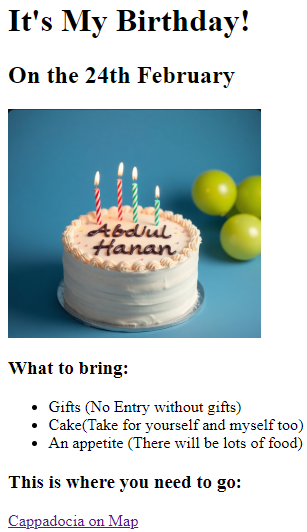 It's My Birthday!
On the 24th February
Abdul
Hanan
What to bring:
Gifts (No Entry without gifts)
Cake(Take for yourself and myself too)
An appetite (There will be lots of food)
This is where you need to go:
Cappadocia on Map